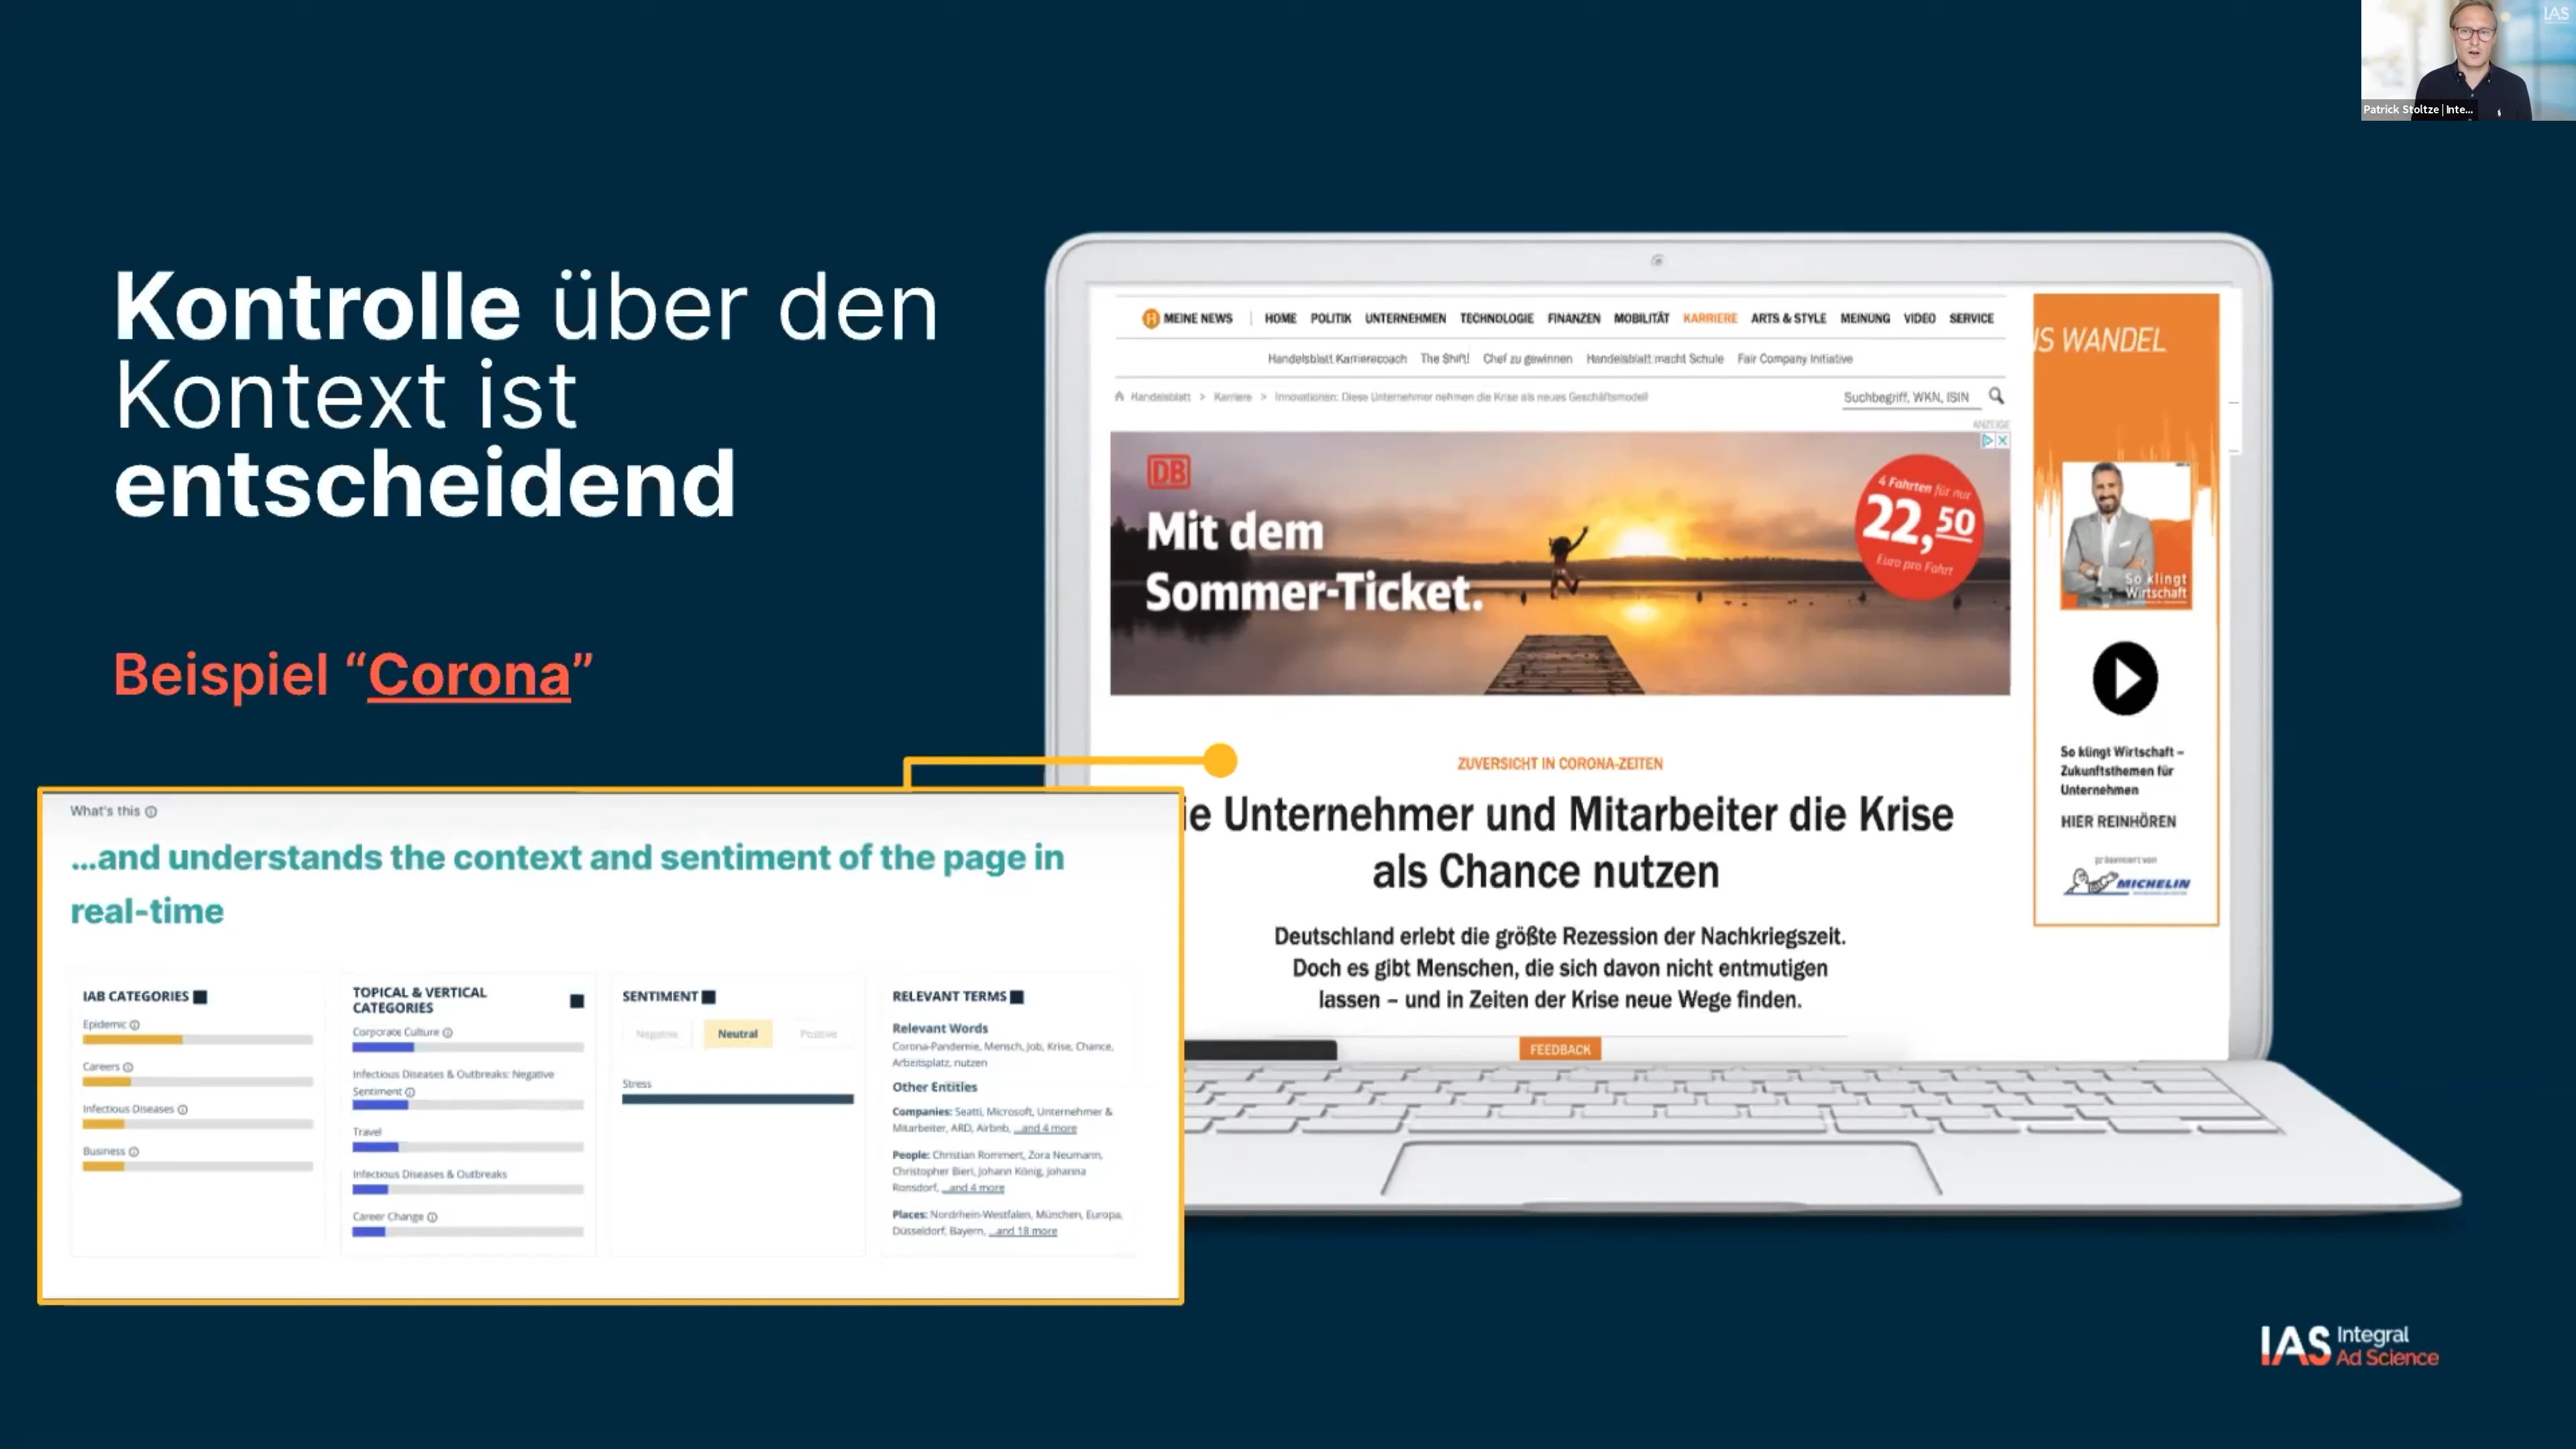 IAS
Patrick Stoltze | Inte...
Kontrolle über den
Kontext ist
entscheidend
Beispiel “Corona”
MEINE NEWS | HOME POLITIK UNTERNEHMEN TECHNOLOGIE FINANZEN MOBILITÄT KARRIERE ARTS & STYLE MEINUNG VIDEO SERVICE
Handelsblatt Karrierecoach The Shift! Chef zu gewinnen Handelsblatt macht Schule Fair Company Initiative
Handelsblatt > Karriere > Innovationen: Diese Unternehmer nehmen die Krise als neues Geschäftsmodell
Suchbegriff, WKN, ISIN
ANZEIGE
DB
Mit dem
Sommer-Ticket.
4 Fahrten für nur
22,50
Euro pro Fahrt
IS WANDEL
So klingt
Wirtschaft
So klingt Wirtschaft –
Zukunftsthemen für
Unternehmen
HIER REINHÖREN
präsentiert von
MICHELIN
ZUVERSICHT IN CORONA-ZEITEN
ie Unternehmer und Mitarbeiter die Krise
als Chance nutzen
Deutschland erlebt die größte Rezession der Nachkriegszeit.
Doch es gibt Menschen, die sich davon nicht entmutigen
lassen – und in Zeiten der Krise neue Wege finden.
FEEDBACK
What's this
...and understands the context and sentiment of the page in
real-time
IAB CATEGORIES
Epidemic
Careers
Infectious Diseases
Business
TOPICAL & VERTICAL
CATEGORIES
Corporate Culture
Infectious Diseases & Outbreaks: Negative
Sentiment
Travel
Infectious Diseases & Outbreaks
Career Change
SENTIMENT
Negative Neutral Positive
Stress
RELEVANT TERMS
Relevant Words
Corona-Pandemie, Mensch, Job, Krise, Chance,
Arbeitsplatz, nutzen
Other Entities
Companies: Seatti, Microsoft, Unternehmer &
Mitarbeiter, ARD, Airbnb, ...and 4 more
People: Christian Rommert, Zora Neumann,
Christopher Bieri, Johann König, Johanna
Ronsdorf, ...and 4 more
Places: Nordrhein-Westfalen, München, Europa,
Düsseldorf, Bayern, ...and 18 more
IAS Integral
Ad Science